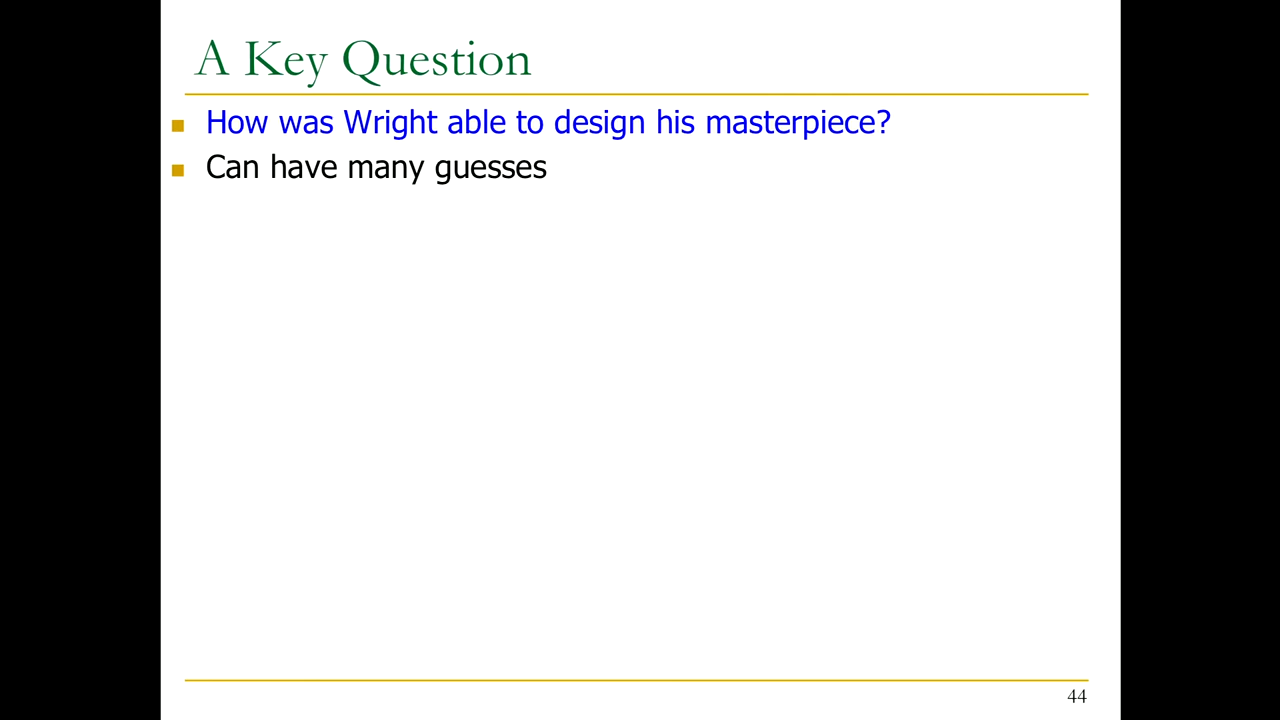 A Key Question
How was Wright able to design his masterpiece?
Can have many guesses
44